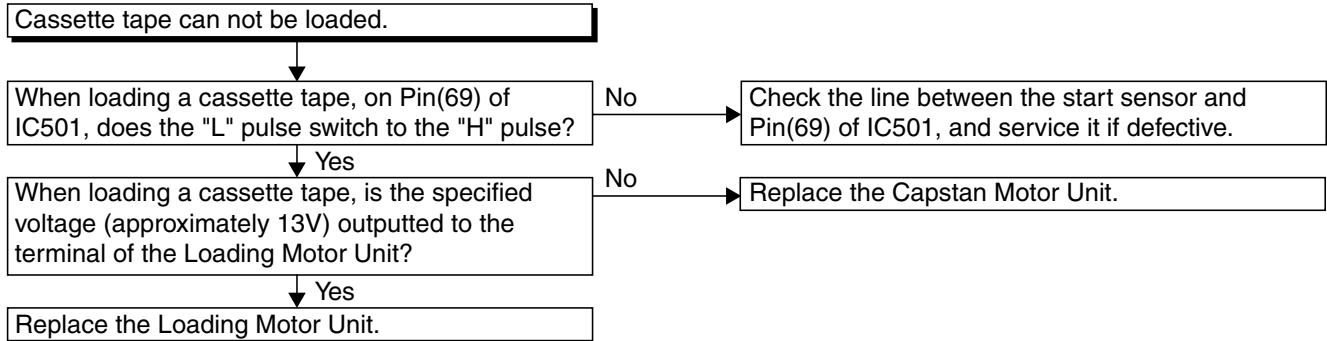 Cassette tape can not be loaded.
When loading a cassette tape, on Pin(69) of
IC501, does the "L" pulse switch to the "H" pulse?
No
Check the line between the start sensor and
Pin(69) of IC501, and service it if defective.
Yes
When loading a cassette tape, is the specified
voltage (approximately 13V) outputted to the
terminal of the Loading Motor Unit?
No
Replace the Capstan Motor Unit.
Yes
Replace the Loading Motor Unit.